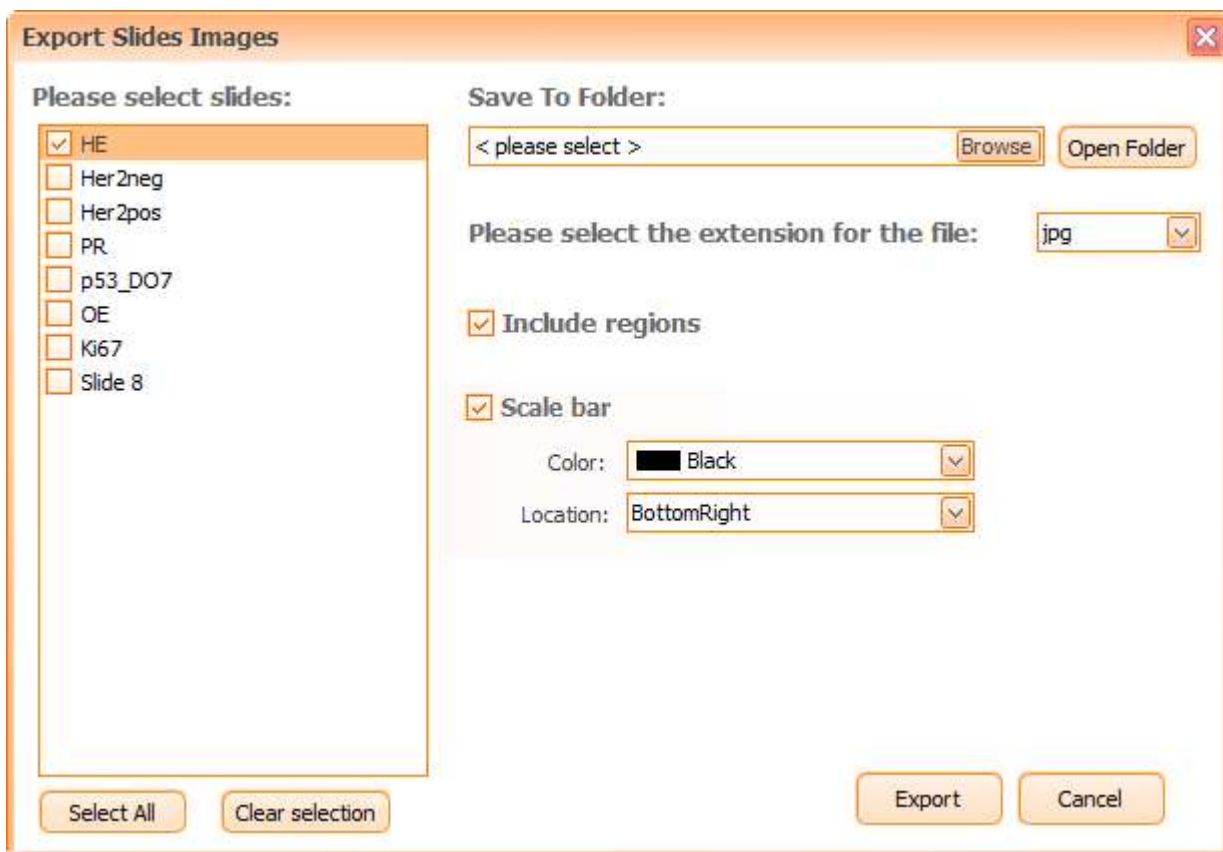 Export Slides Images
Please select slides:
HE
Her2neg
Her2pos
PR
p53_DO7
OE
Ki67
Slide 8
Select All
Clear selection
Save To Folder:
< please select >
Browse
Open Folder
Please select the extension for the file:
jpg
Include regions
Scale bar
Color:
Black
Location:
BottomRight
Export
Cancel